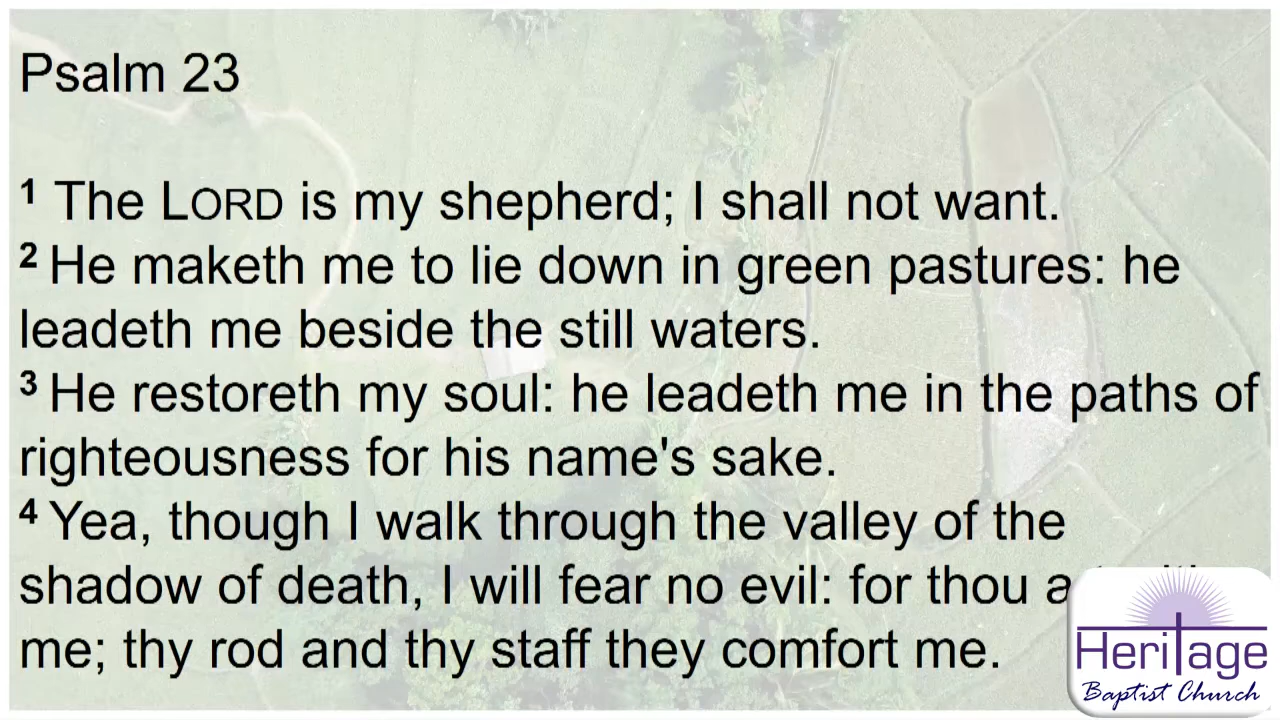 Psalm 23
1 The LORD is my shepherd; I shall not want.
2 He maketh me to lie down in green pastures: he
leadeth me beside the still waters.
3 He restoreth my soul: he leadeth me in the paths of
righteousness for his name's sake.
4 Yea, though I walk through the valley of the
shadow of death, I will fear no evil: for thou
me; thy rod and thy staff they comfort me.
Heritage
Baptist Church